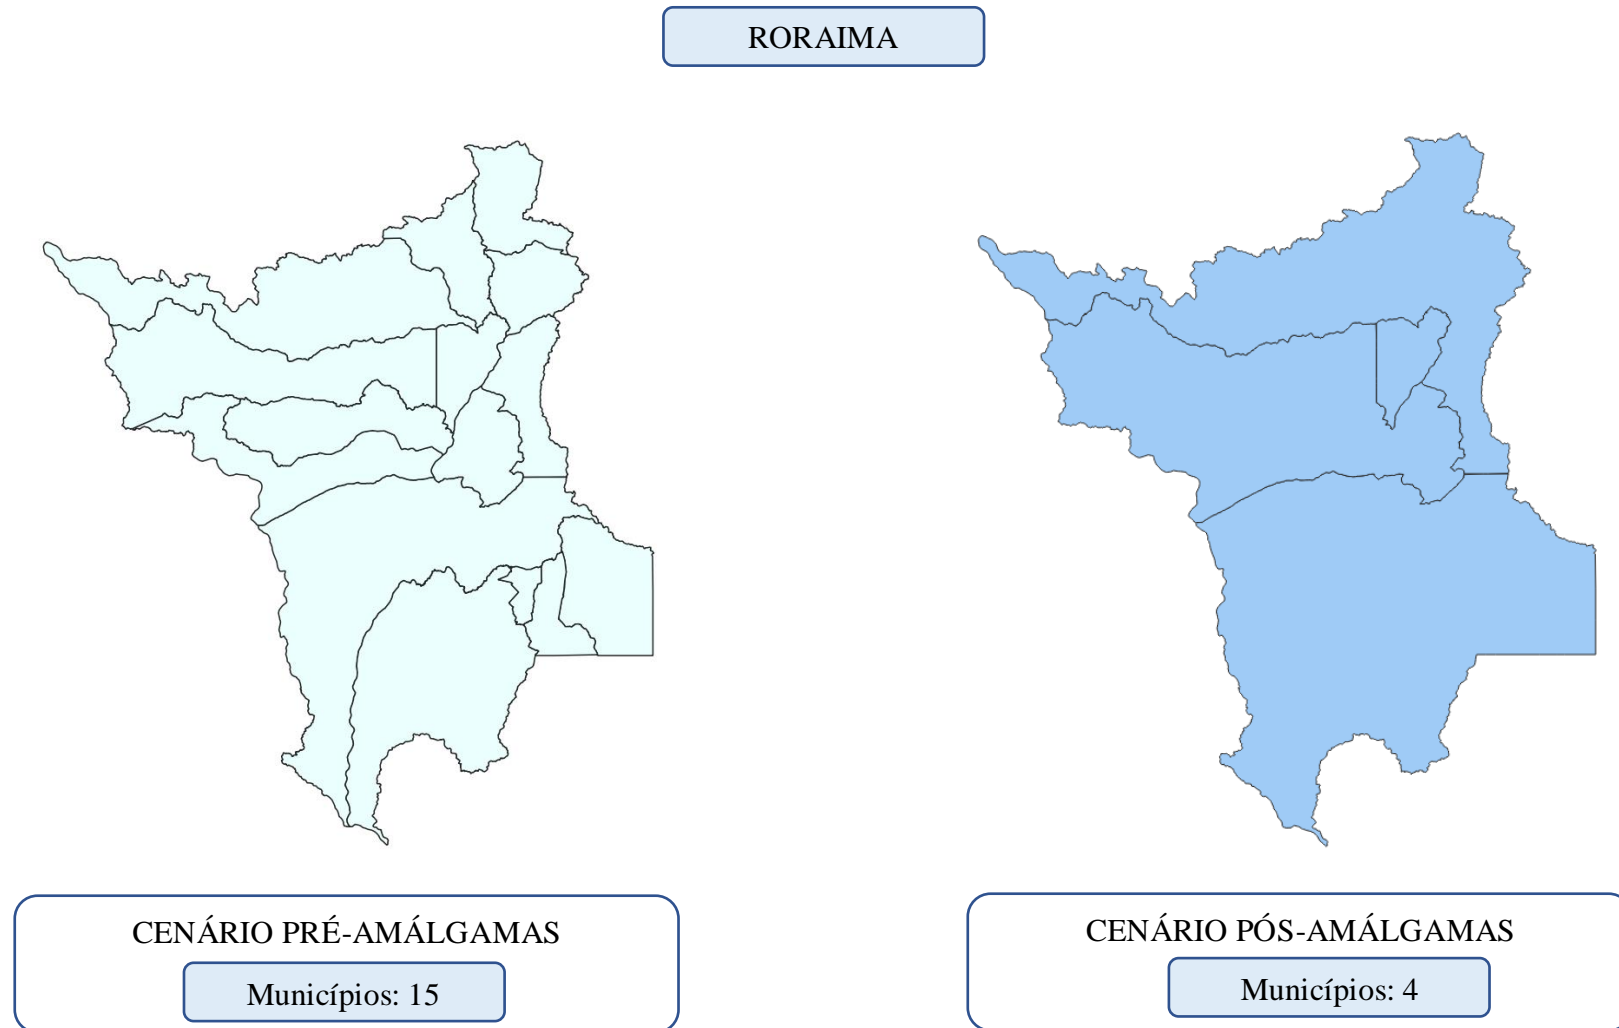 RORAIMA
CENÁRIO PRÉ-AMÁLGAMAS
Municípios: 15
CENÁRIO PÓS-AMÁLGAMAS
Municípios: 4